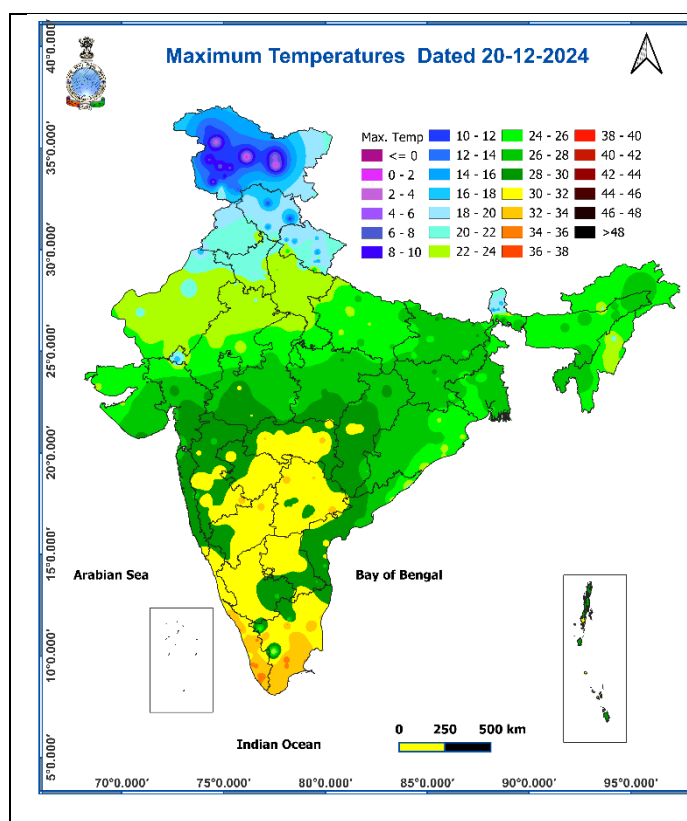 Maximum Temperatures Dated 20-12-2024
Max. Temp
<= 0
0 - 2
2 - 4
4 - 6
6 - 8
8 - 10
10 - 12
12 - 14
14 - 16
16 - 18
18 - 20
20 - 22
22 - 24
24 - 26
26 - 28
28 - 30
30 - 32
32 - 34
34 - 36
36 - 38
38 - 40
40 - 42
42 - 44
44 - 46
46 - 48
>48
40°0.000'
35°0.000'
30°0.000'
25°0.000'
20°0.000'
15°0.000'
10°0.000'
5°0.000'
Arabian Sea
Bay of Bengal
Indian Ocean
0 250 500 km
70°0.000' 75°0.000' 80°0.000' 85°0.000' 90°0.000' 95°0.000'